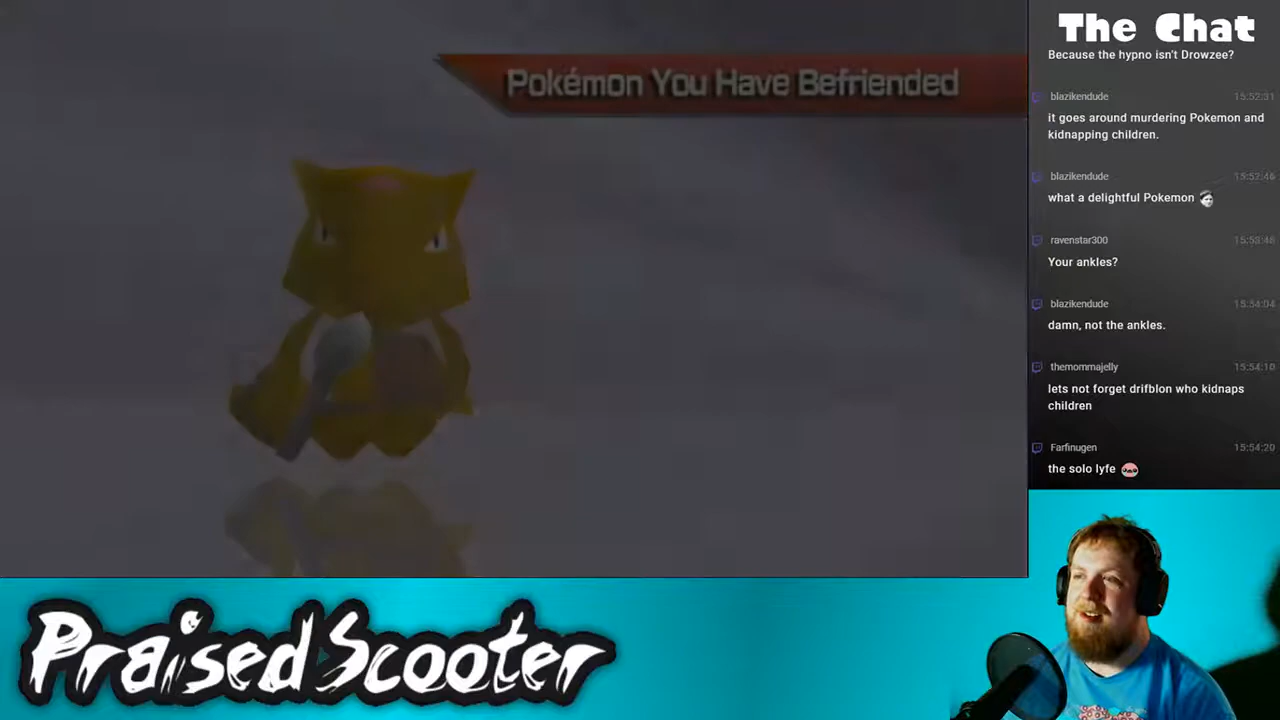 Pokémon You Have Befriended
The Chat
Because the hypno isn't Drowzee?
blazikendude 15:52:31
it goes around murdering Pokemon and
kidnapping children.
blazikendude 15:52:46
what a delightful Pokemon
ravenstar300 15:53:48
Your ankles?
blazikendude 15:54:04
damn, not the ankles.
themommajelly 15:54:10
lets not forget drifblon who kidnaps
children
Farfinugen 15:54:20
the solo lyfe
PraisedScooter